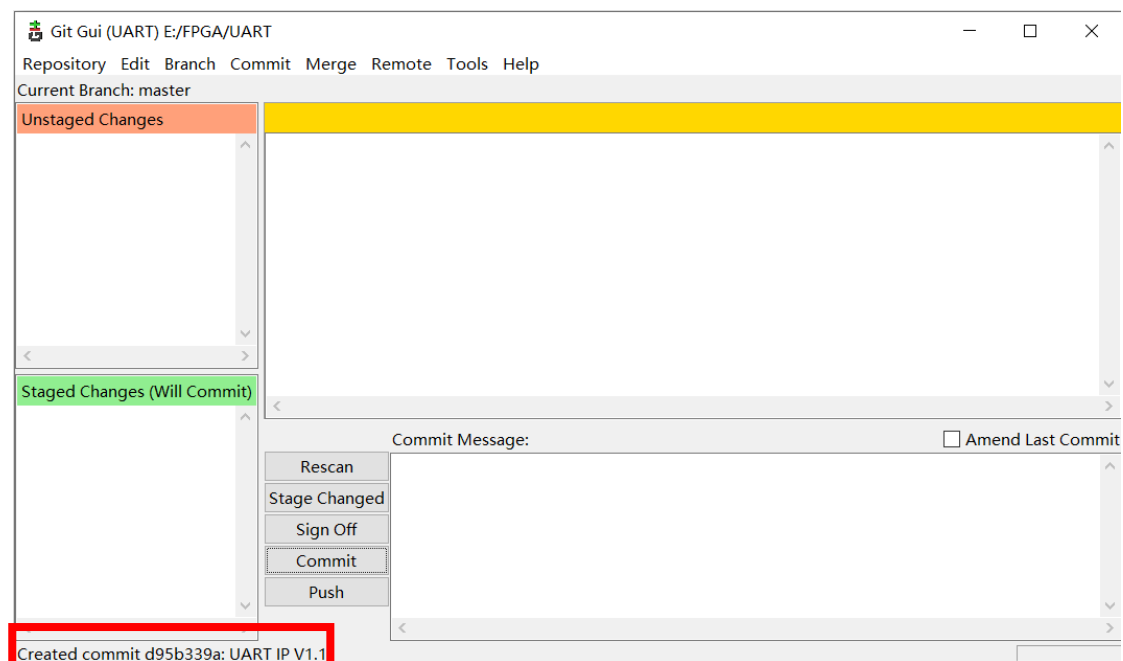 Git Gui (UART) E:/FPGA/UART
Repository Edit Branch Commit Merge Remote Tools Help
Current Branch: master
Unstaged Changes
Staged Changes (Will Commit)
Commit Message:
Amend Last Commit
Rescan
Stage Changed
Sign Off
Commit
Push
Created commit d95b339a: UART IP V1.1